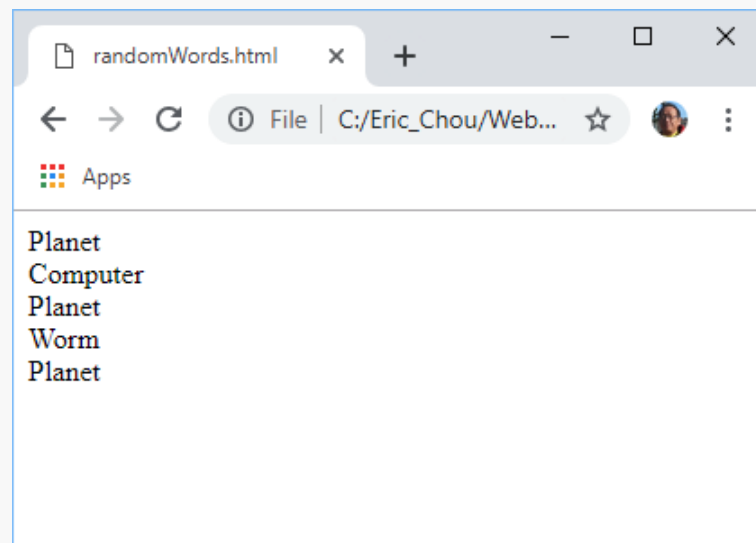 randomWords.html
File | C:/Eric_Chou/Web...
Apps
Planet
Computer
Planet
Worm
Planet